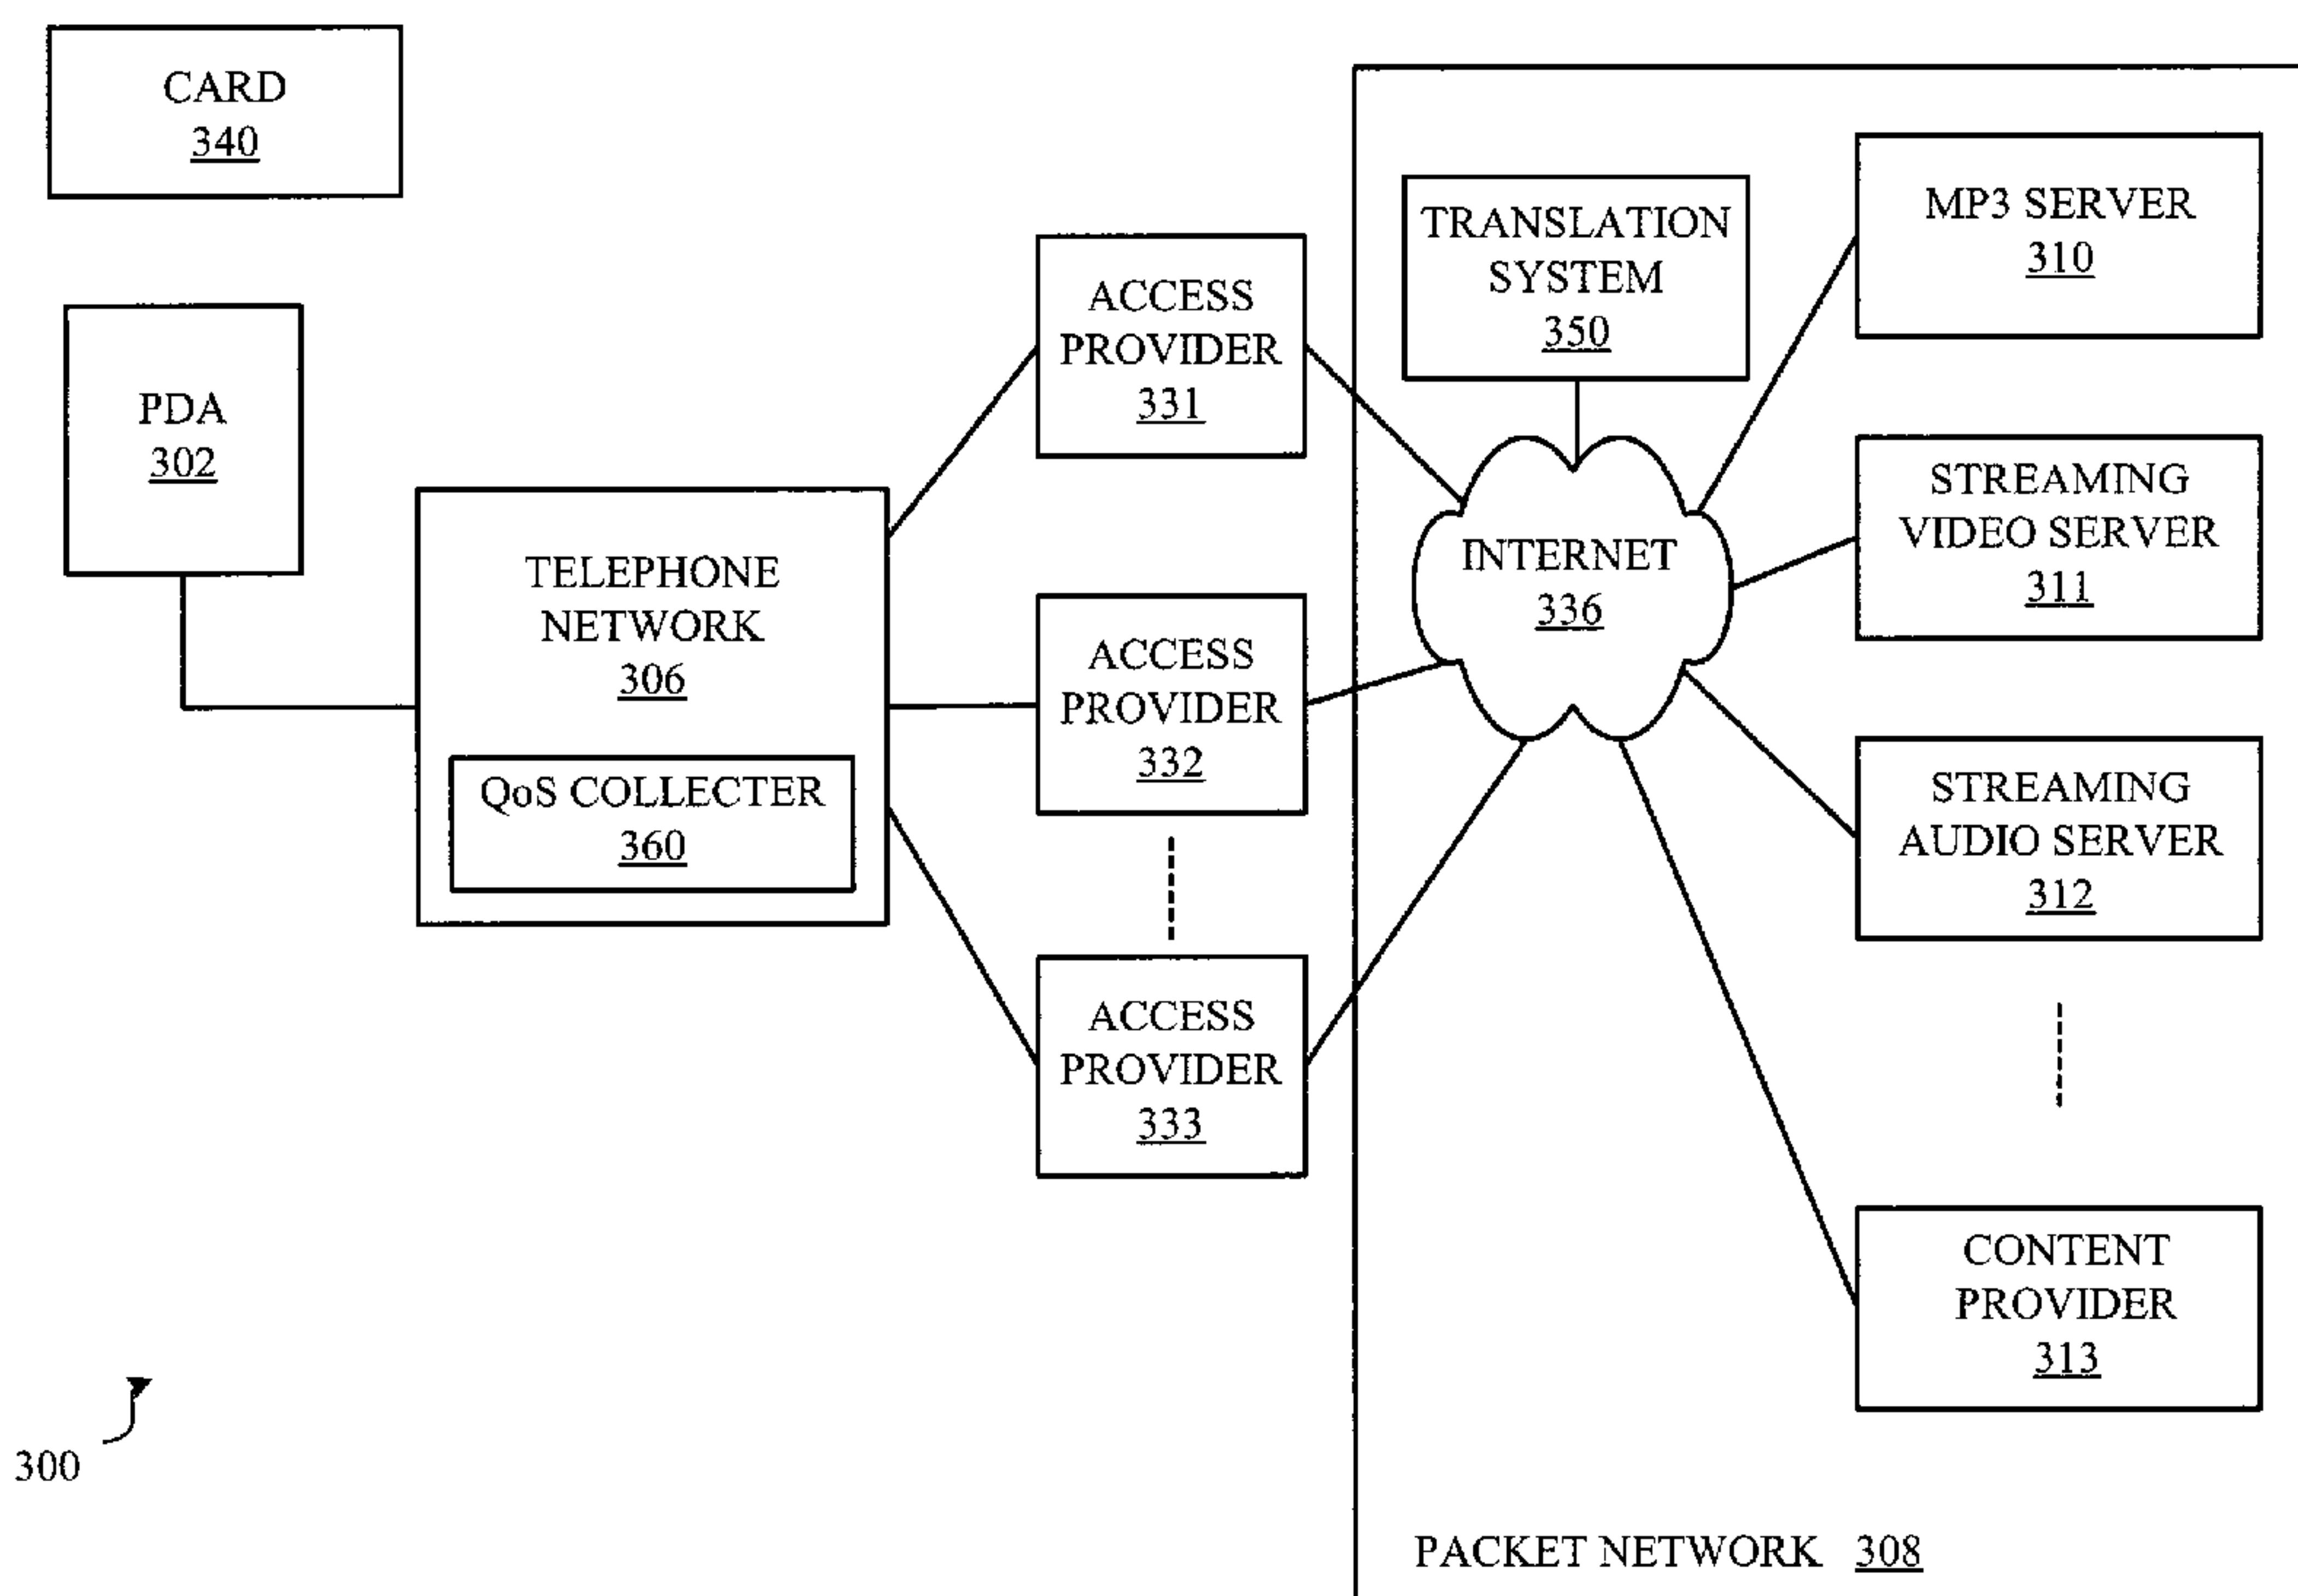 CARD
340
PDA
302
TELEPHONE
NETWORK
306
QoS COLLECTER
360
ACCESS
PROVIDER
331
ACCESS
PROVIDER
332
ACCESS
PROVIDER
333
TRANSLATION
SYSTEM
350
INTERNET
336
MP3 SERVER
310
STREAMING
VIDEO SERVER
311
STREAMING
AUDIO SERVER
312
CONTENT
PROVIDER
313
300
PACKET NETWORK 308